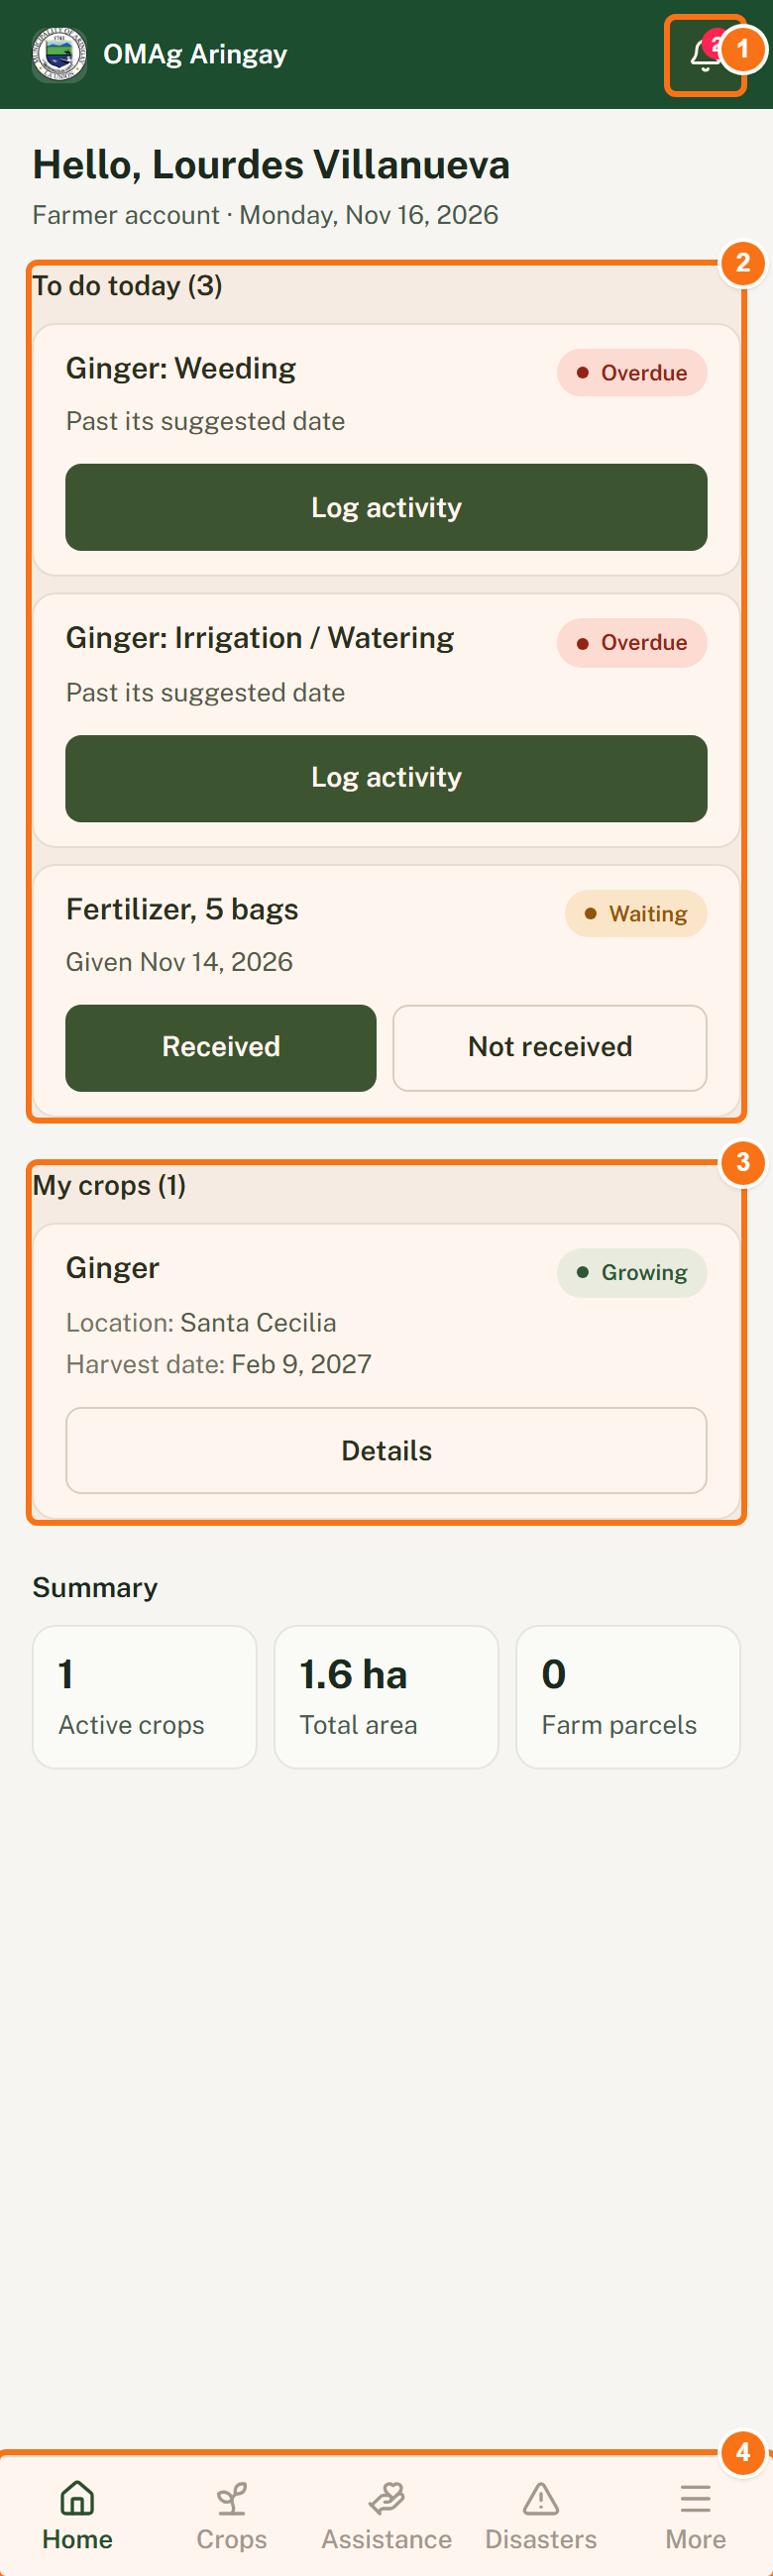 OMAg Aringay
2
1
Hello, Lourdes Villanueva
Farmer account · Monday, Nov 16, 2026
2
To do today (3)
Ginger: Weeding
Overdue
Past its suggested date
Log activity
Ginger: Irrigation / Watering
Overdue
Past its suggested date
Log activity
Fertilizer, 5 bags
Waiting
Given Nov 14, 2026
Received
Not received
3
My crops (1)
Ginger
Growing
Location: Santa Cecilia
Harvest date: Feb 9, 2027
Details
Summary
1
Active crops
1.6 ha
Total area
0
Farm parcels
4
Home
Crops
Assistance
Disasters
More